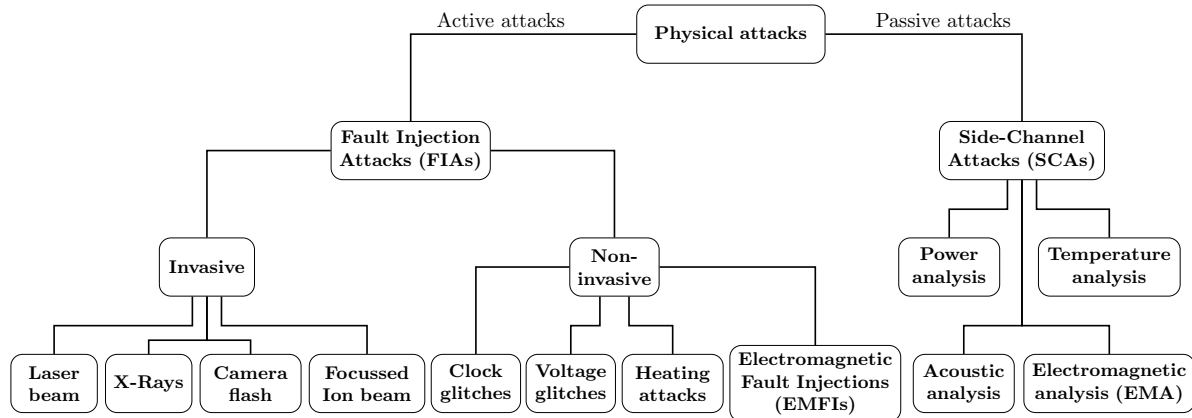 Active attacks
Physical attacks
Passive attacks
Fault Injection
Attacks (FIAs)
Side-Channel
Attacks (SCAs)
Invasive
Non-
invasive
Power
analysis
Temperature
analysis
Laser
beam
X-Rays
Camera
flash
Focussed
Ion beam
Clock
glitches
Voltage
glitches
Heating
attacks
Electromagnetic
Fault Injections
(EMFIs)
Acoustic
analysis
Electromagnetic
analysis (EMA)